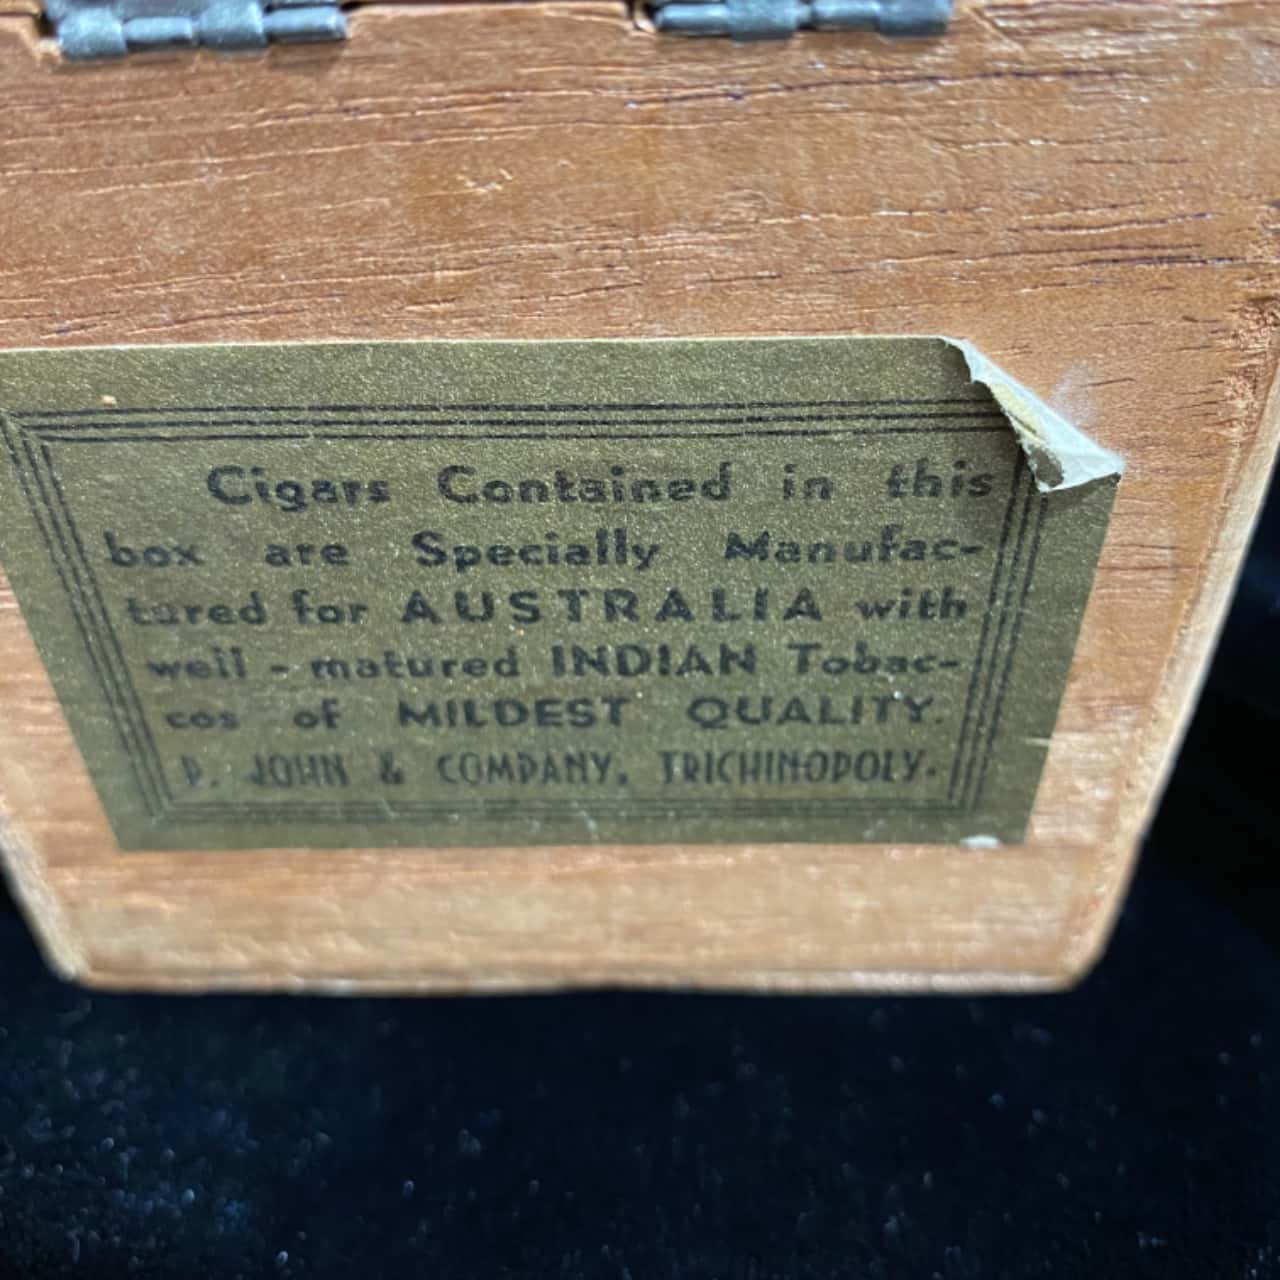 Cigars Contained in this
box are Specially Manufac-
tured for AUSTRALIA with
well - matured INDIAN Tobac-
cos of MILDEST QUALITY.
P. JOHN & COMPANY, TRICHINOPOLY.